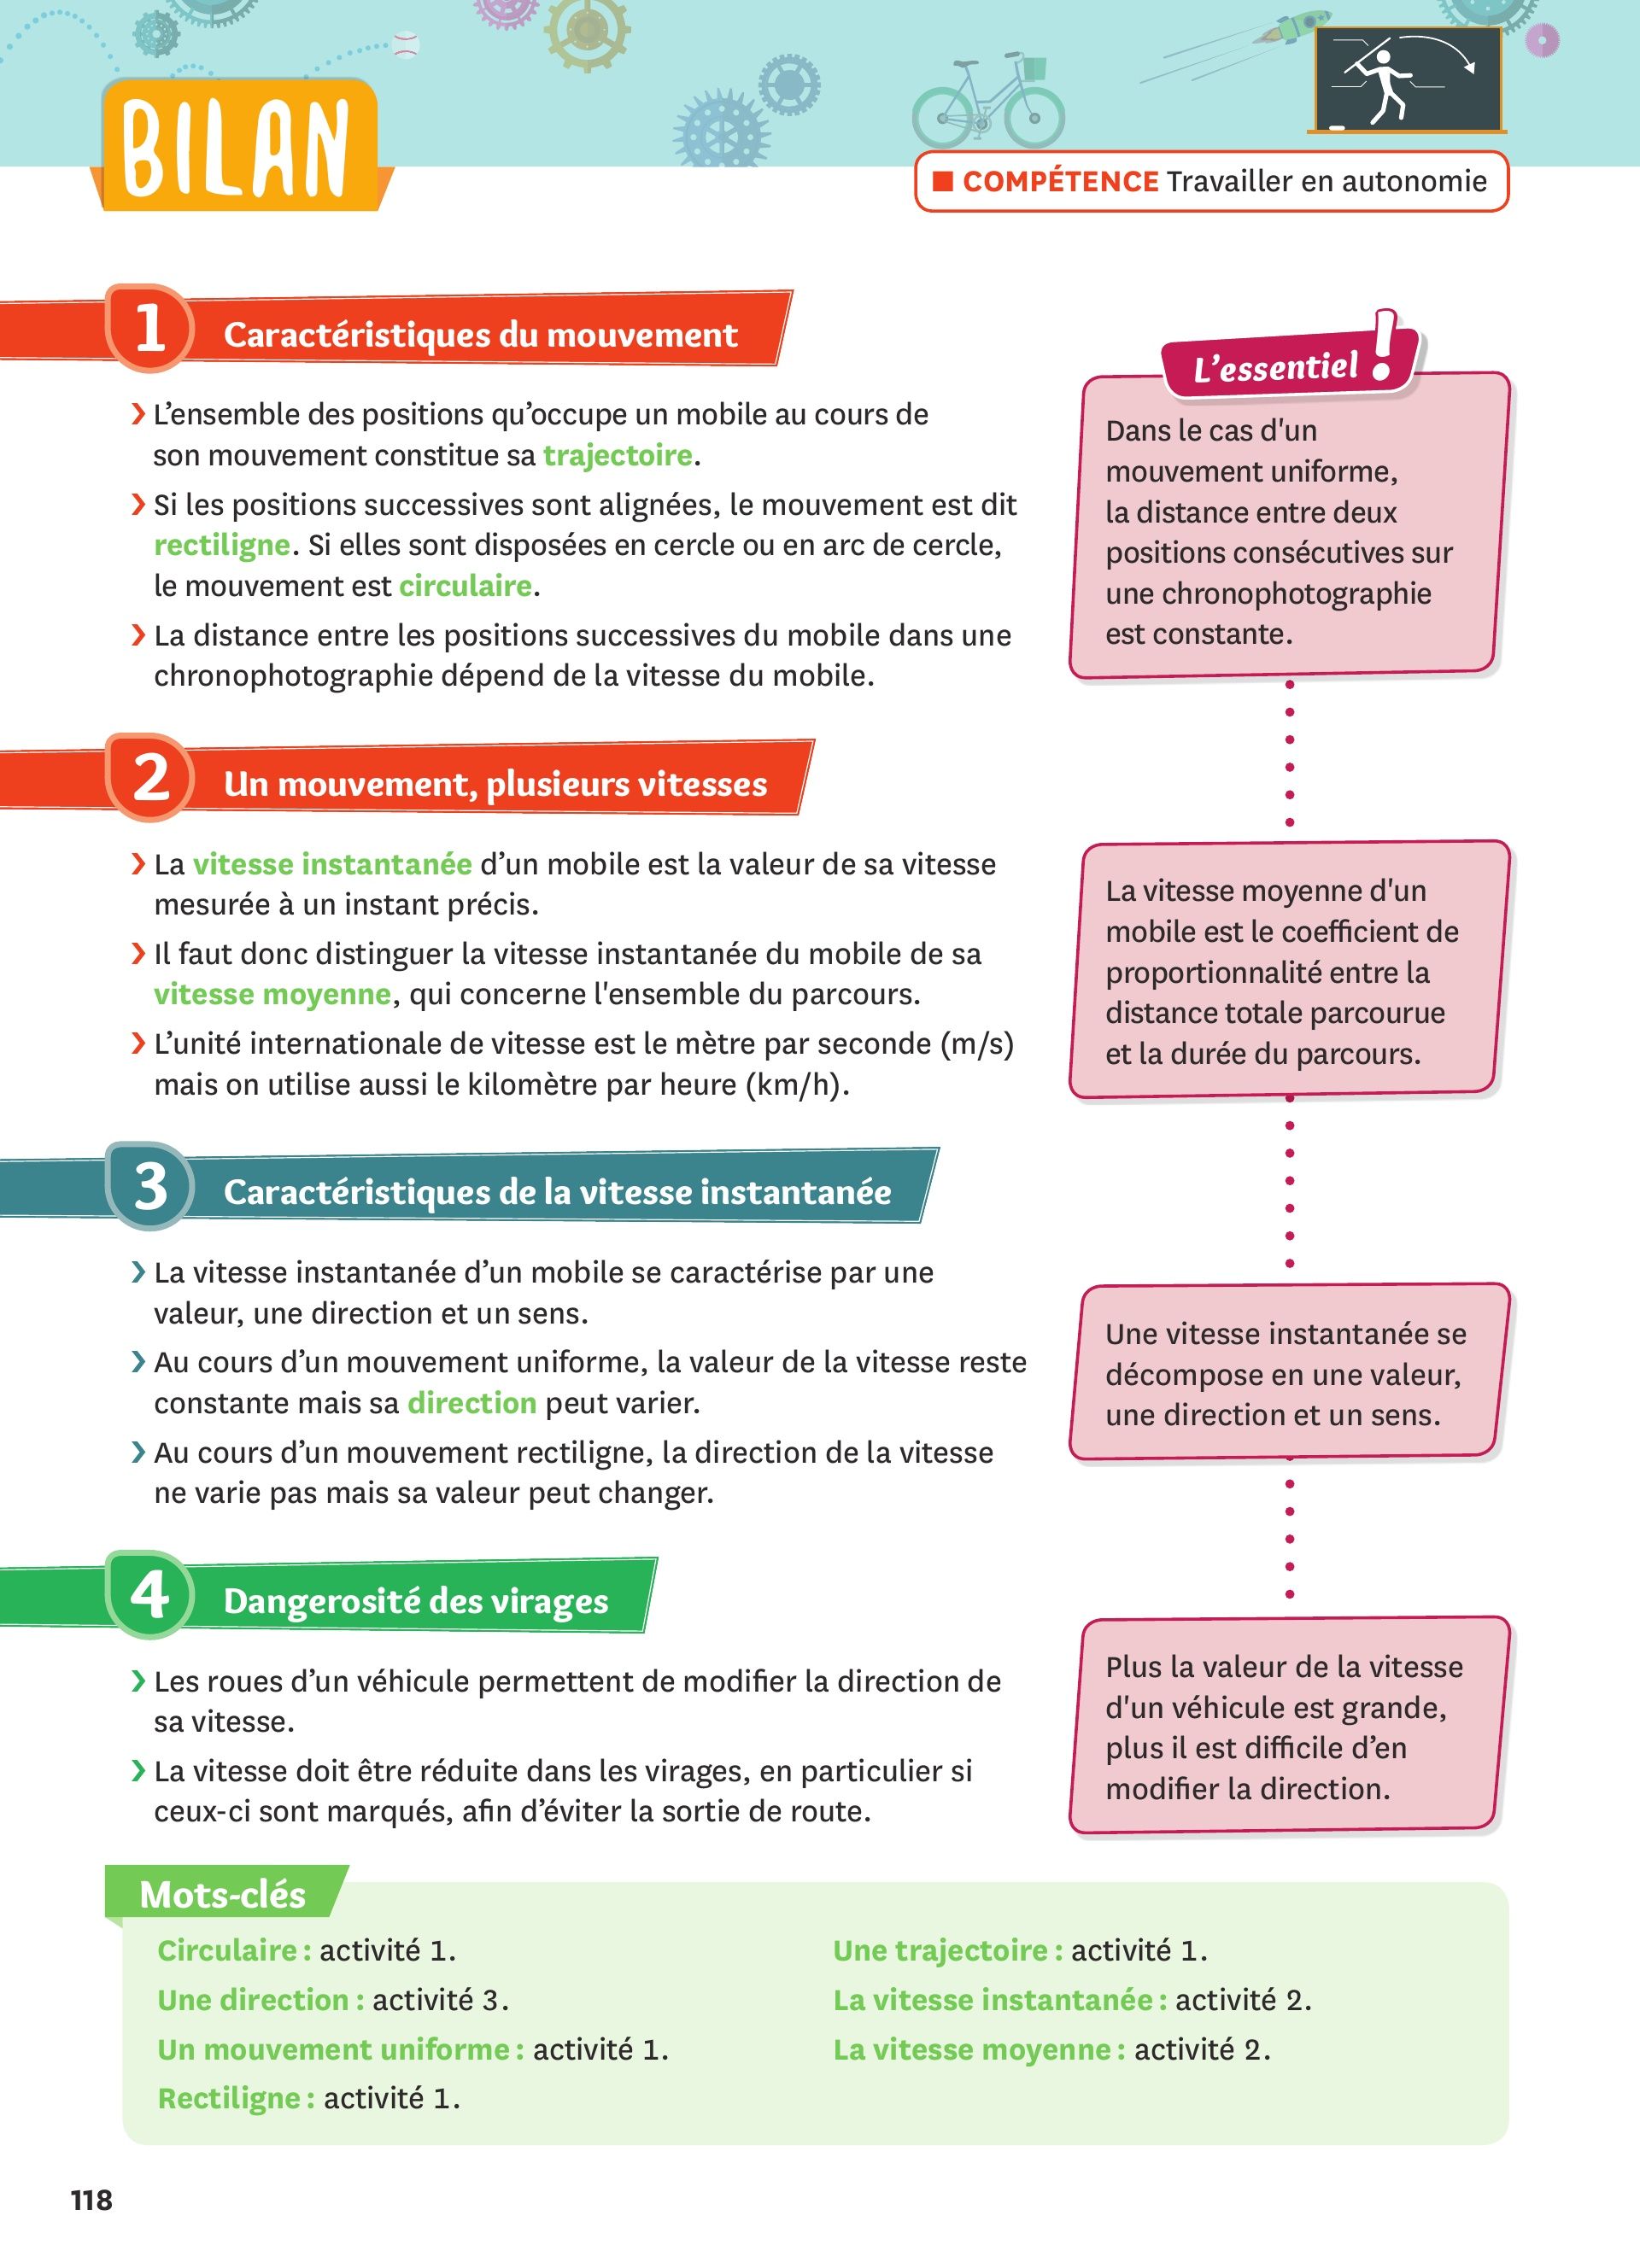 BILAN
■ COMPÉTENCE Travailler en autonomie
1 Caractéristiques du mouvement
› L’ensemble des positions qu’occupe un mobile au cours de
son mouvement constitue sa trajectoire.
› Si les positions successives sont alignées, le mouvement est dit
rectiligne. Si elles sont disposées en cercle ou en arc de cercle,
le mouvement est circulaire.
› La distance entre les positions successives du mobile dans une
chronophotographie dépend de la vitesse du mobile.
L’essentiel !
Dans le cas d'un
mouvement uniforme,
la distance entre deux
positions consécutives sur
une chronophotographie
est constante.
2 Un mouvement, plusieurs vitesses
› La vitesse instantanée d’un mobile est la valeur de sa vitesse
mesurée à un instant précis.
› Il faut donc distinguer la vitesse instantanée du mobile de sa
vitesse moyenne, qui concerne l'ensemble du parcours.
› L’unité internationale de vitesse est le mètre par seconde (m/s)
mais on utilise aussi le kilomètre par heure (km/h).
La vitesse moyenne d'un
mobile est le coefficient de
proportionnalité entre la
distance totale parcourue
et la durée du parcours.
3 Caractéristiques de la vitesse instantanée
› La vitesse instantanée d’un mobile se caractérise par une
valeur, une direction et un sens.
› Au cours d’un mouvement uniforme, la valeur de la vitesse reste
constante mais sa direction peut varier.
› Au cours d’un mouvement rectiligne, la direction de la vitesse
ne varie pas mais sa valeur peut changer.
Une vitesse instantanée se
décompose en une valeur,
une direction et un sens.
4 Dangerosité des virages
› Les roues d’un véhicule permettent de modifier la direction de
sa vitesse.
› La vitesse doit être réduite dans les virages, en particulier si
ceux-ci sont marqués, afin d’éviter la sortie de route.
Plus la valeur de la vitesse
d'un véhicule est grande,
plus il est difficile d’en
modifier la direction.
Mots-clés
Circulaire : activité 1.
Une direction : activité 3.
Un mouvement uniforme : activité 1.
Rectiligne : activité 1.
Une trajectoire : activité 1.
La vitesse instantanée : activité 2.
La vitesse moyenne : activité 2.
118